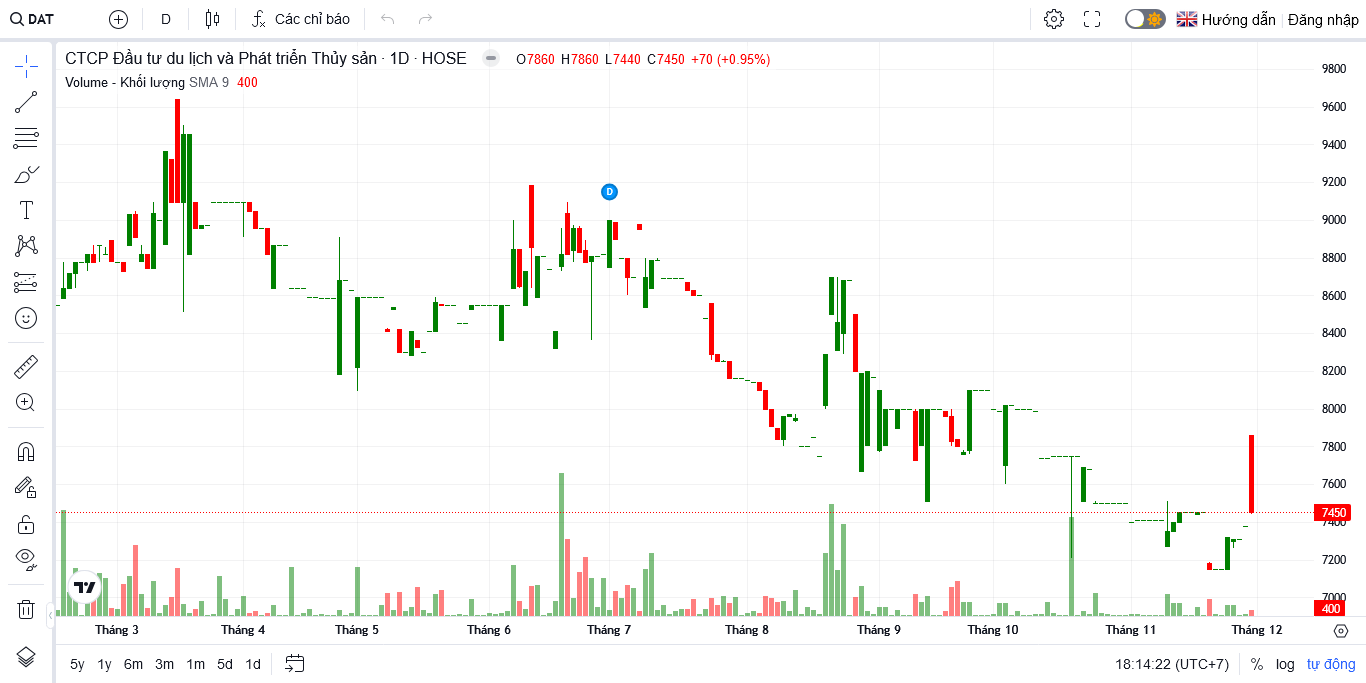 DAT D Các chỉ báo Hướng dẫn Đăng nhập
CTCP Đầu tư du lịch và Phát triển Thủy sản · 1D · HOSE O7860 H7860 L7440 C7450 +70 (+0.95%)
Volume - Khối lượng SMA 9 400
D
9800
9600
9400
9200
9000
8800
8600
8400
8200
8000
7800
7600
7450
7400
7200
7000
400
Tháng 3 Tháng 4 Tháng 5 Tháng 6 Tháng 7 Tháng 8 Tháng 9 Tháng 10 Tháng 11 Tháng 12
5y 1y 6m 3m 1m 5d 1d 18:14:22 (UTC+7) % log tự động